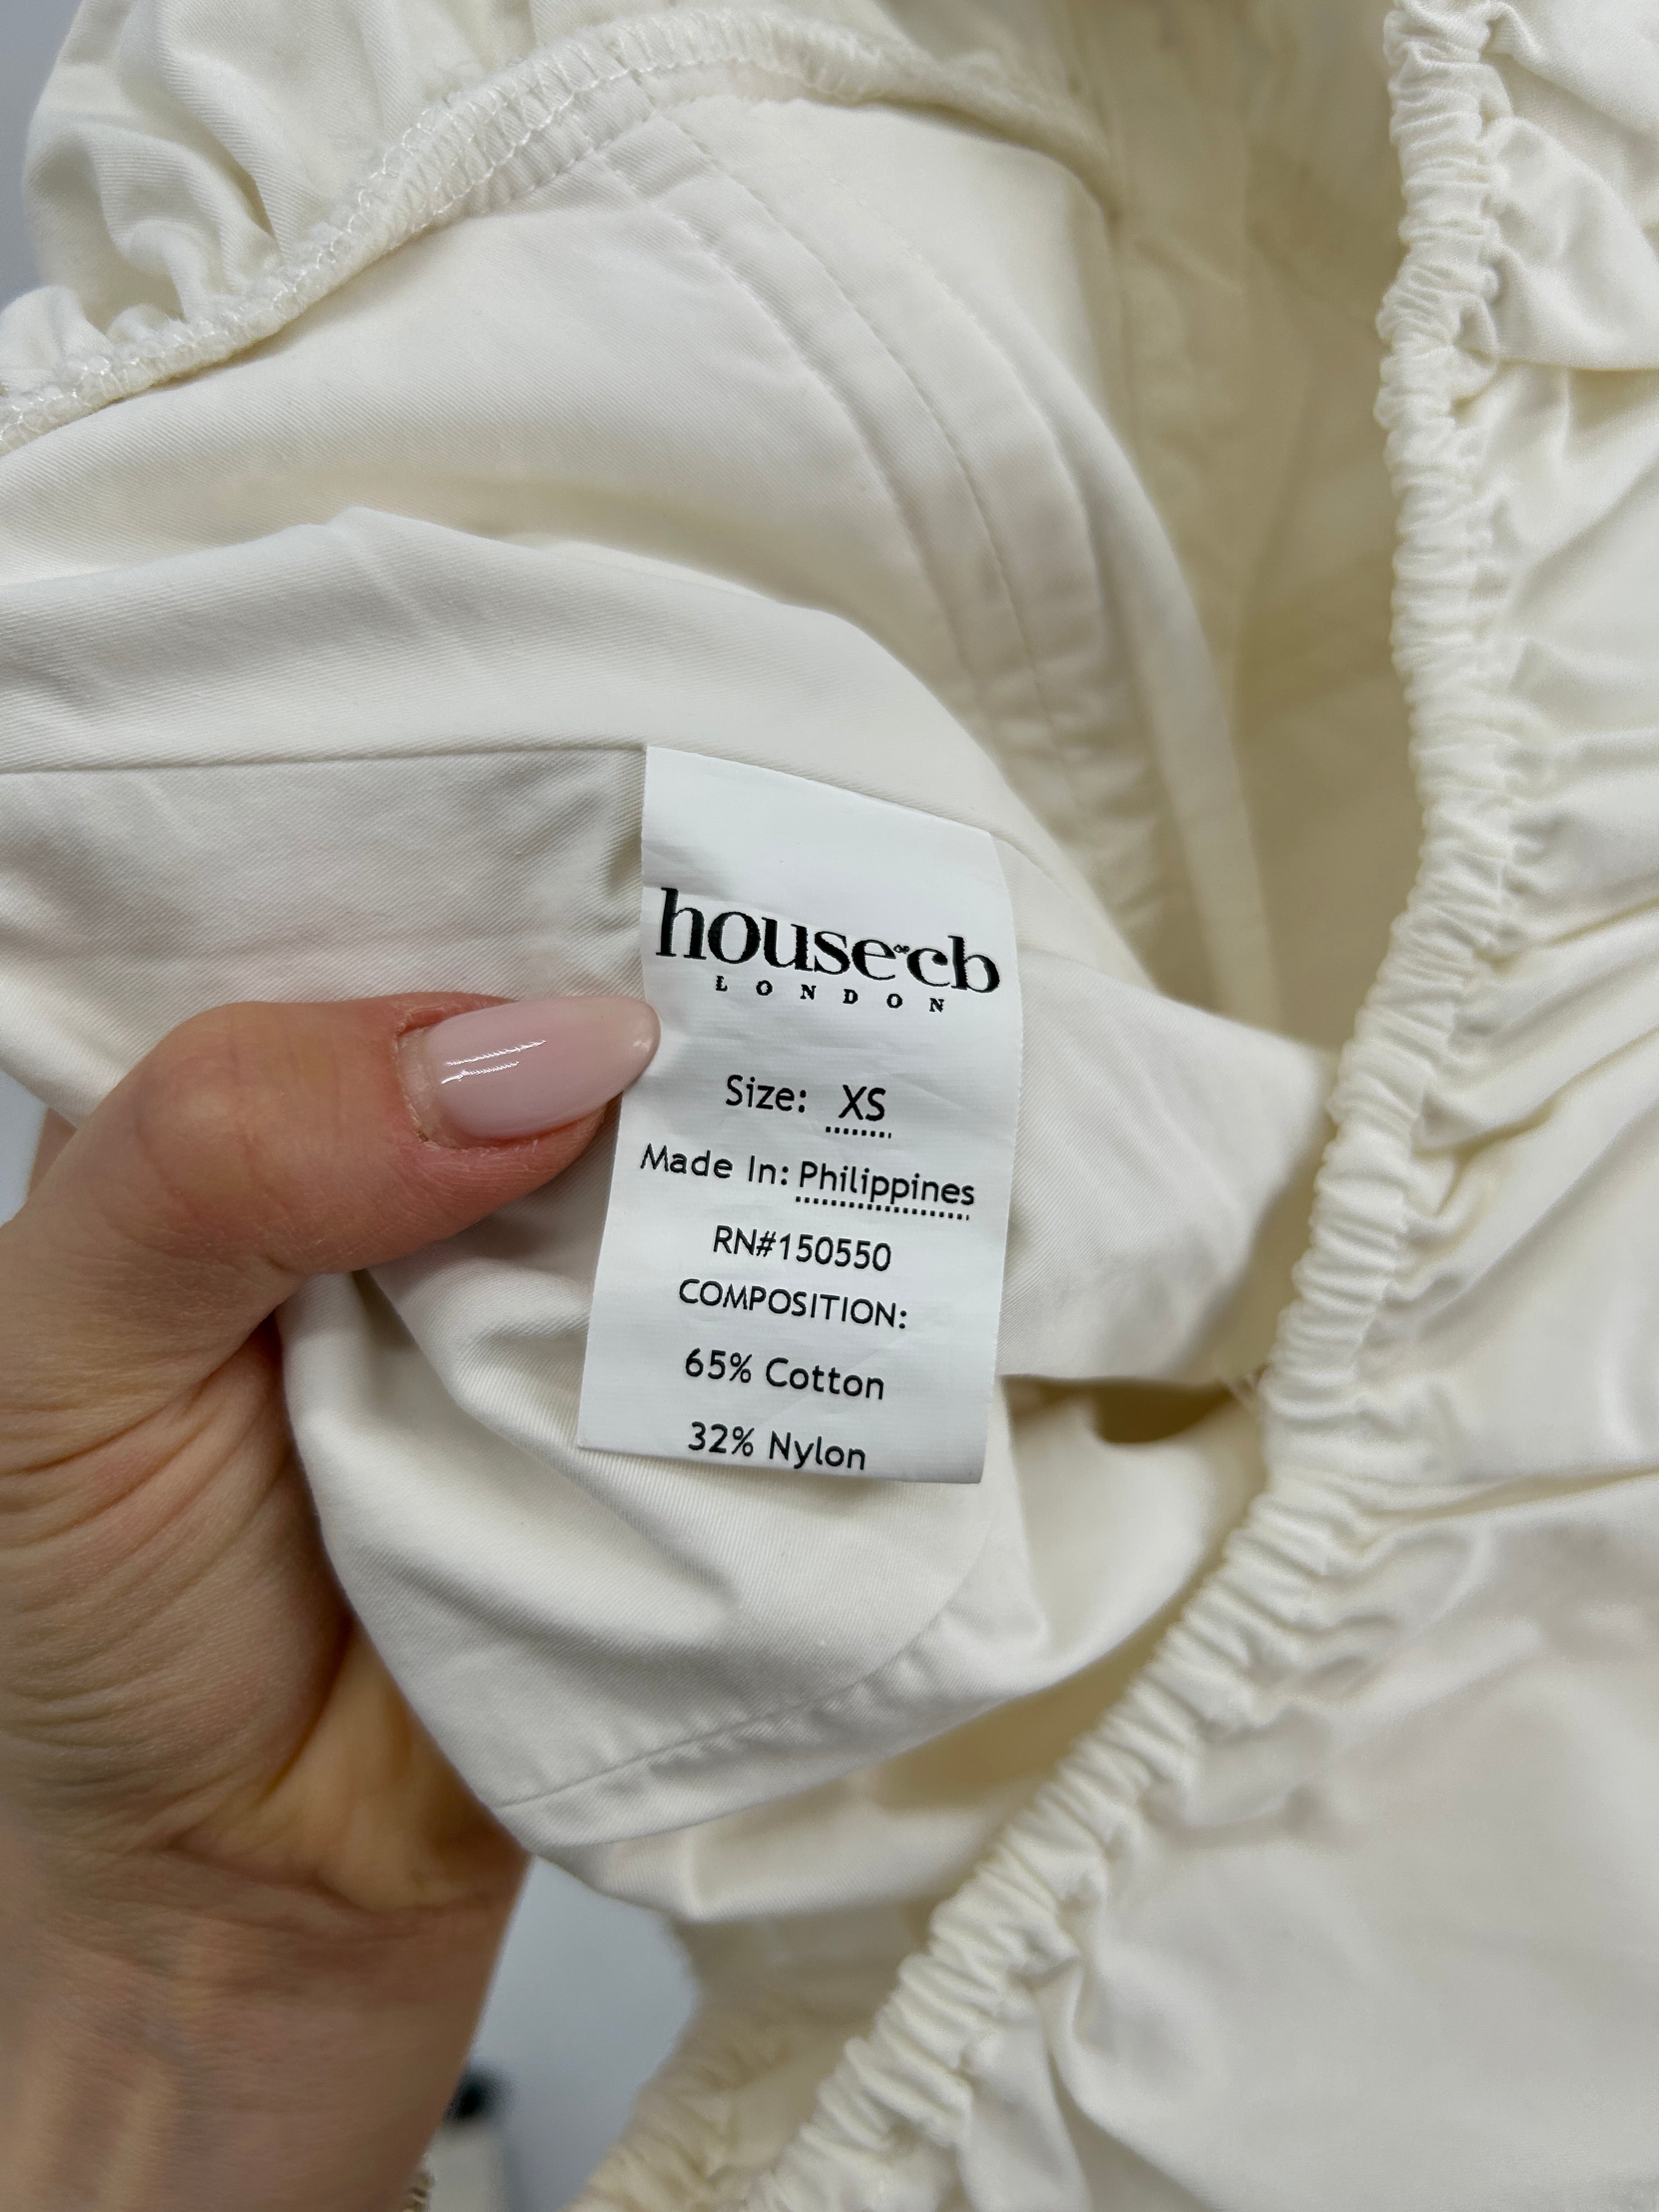 house of cb
LONDON
Size: XS
Made In: Philippines
RN#150550
COMPOSITION:
65% Cotton
32% Nylon